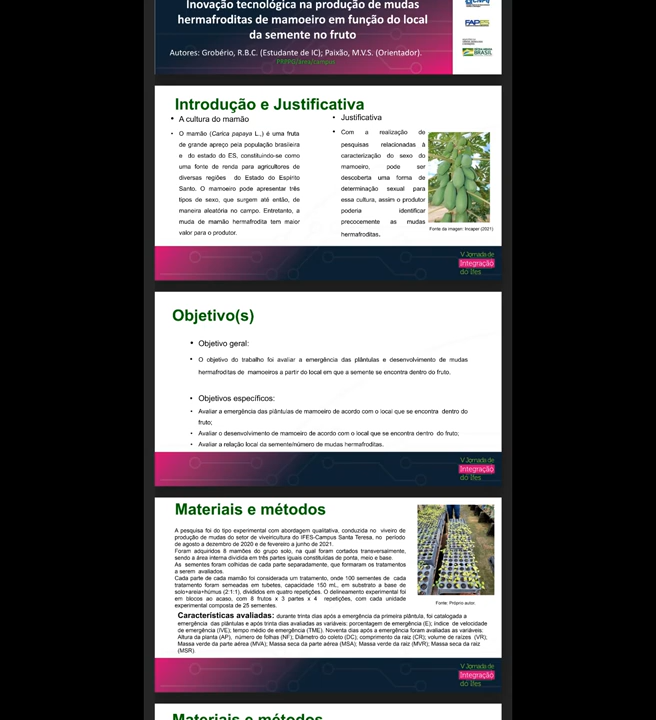 Inovação tecnológica na produção de mudas
hermafroditas de mamoeiro em função do local
da semente no fruto
Autores: Grobério, R.B.C. (Estudante de IC); Paixão, M.V.S. (Orientador).
FAPES
BRASIL
Introdução e Justificativa
• A cultura do mamão
• O mamão (Carica papaya L.,) é uma fruta
de grande apreço pela população brasileira
e do estado do ES, constituindo-se como
uma fonte de renda para agricultores de
diversas regiões do Estado do Espírito
Santo. O mamoeiro pode apresentar três
tipos de sexo, que surgem até então, de
maneira aleatória no campo. Entretanto, a
muda de mamão hermafrodita tem maior
valor para o produtor.
• Justificativa
• Com a realização de
pesquisas relacionadas à
caracterização do sexo do
mamoeiro, pode ser
descoberta uma forma de
determinação sexual para
essa cultura, assim o produtor
poderia identificar
precocemente as mudas
hermafroditas.
Fonte da imagen: Incaper (2021)
V Jornada de
Integração
do Ifes
Objetivo(s)
• Objetivo geral:
• O objetivo do trabalho foi avaliar a emergência das plântulas e desenvolvimento de mudas
hermafroditas de mamoeiros a partir do local em que a semente se encontra dentro do fruto.
• Objetivos específicos:
• Avaliar a emergência das plântulas de mamoeiro de acordo com o local que se encontra dentro do
fruto;
• Avaliar o desenvolvimento de mamoeiro de acordo com o local que se encontra dentro do fruto;
• Avaliar a relação local da semente/número de mudas hermafroditas.
V Jornada de
Integração
do Ifes
Materiais e métodos
A pesquisa foi do tipo experimental com abordagem qualitativa, conduzida no viveiro de
produção de mudas do setor de viveiricultura do IFES-Campus Santa Teresa, no período
de agosto a dezembro de 2020 e de fevereiro a junho de 2021.
Foram adquiridos 8 mamões do grupo solo, na qual foram cortados transversalmente,
sendo a área interna dividida em três partes iguais constituídas de ponta, meio e base.
As sementes foram colhidas de cada parte separadamente, que formaram os tratamentos
a serem avaliados.
Cada parte de cada mamão foi considerada um tratamento, onde 100 sementes de cada
tratamento foram semeadas em tubetes, capacidade 150 mL, em substrato a base de
solo+areia+húmus (2:1:1), divididos em quatro repetições. O delineamento experimental foi
em blocos ao acaso, com 8 frutos x 3 partes x 4 repetições, com cada unidade
experimental composta de 25 sementes.
Fonte: Próprio autor.
Características avaliadas: durante trinta dias após a emergência da primeira plântula, foi catalogada a
emergência das plântulas e após trinta dias avaliadas as variáveis: porcentagem de emergência (E); índice de velocidade
de emergência (IVE); tempo médio de emergência (TME). Noventa dias após a emergência foram avaliadas as variáveis:
Altura da planta (AP), número de folhas (NF); Diâmetro do coleto (DC), comprimento da raiz (CR); volume de raízes (VR);
Massa verde da parte aérea (MVA); Massa seca da parte aérea (MSA); Massa verde da raiz (MVR); Massa seca da raiz
(MSR).
V Jornada de
Integração
do Ifes
Materiais e métodos